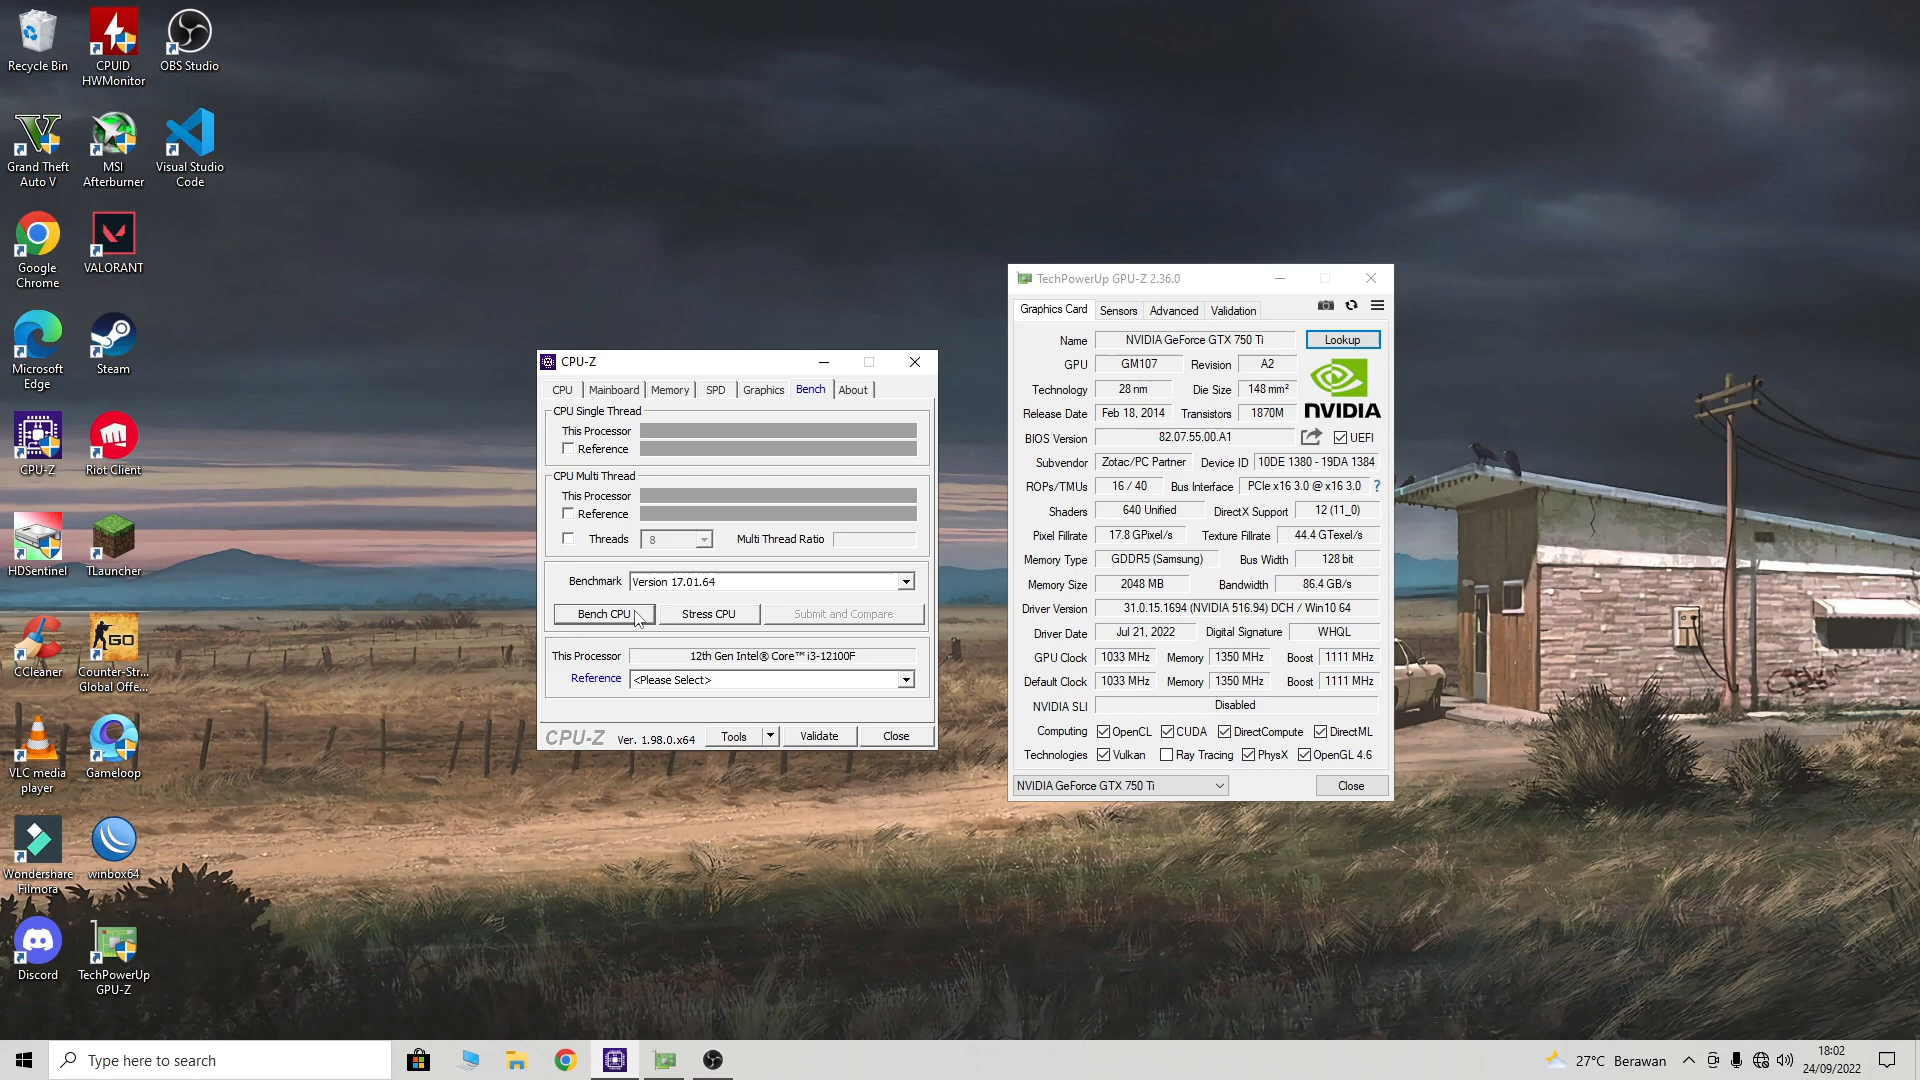 Recycle Bin
CPUID
HWMonitor
OBS Studio
Grand Theft
Auto V
MSI
Afterburner
Visual Studio
Code
Google
Chrome
VALORANT
Microsoft
Edge
Steam
CPU-Z
Riot Client
HDSentinel
TLauncher
CCleaner
GO
Counter-Str...
Global Offe...
VLC media
player
Gameloop
Wondershare
Filmora
winbox64
Discord
TechPowerUp
GPU-Z
CPU-Z
CPU Mainboard Memory SPD Graphics Bench About
CPU Single Thread
This Processor
Reference
CPU Multi Thread
This Processor
Reference
Threads 8 Multi Thread Ratio
Benchmark Version 17.01.64
Bench CPU Stress CPU Submit and Compare
This Processor 12th Gen Intel® Core™ i3-12100F
Reference <Please Select>
CPU-Z Ver. 1.98.0.x64 Tools Validate Close
TechPowerUp GPU-Z 2.36.0
Graphics Card Sensors Advanced Validation
Name NVIDIA GeForce GTX 750 Ti Lookup
GPU GM107 Revision A2
Technology 28 nm Die Size 148 mm²
Release Date Feb 18, 2014 Transistors 1870M
NVIDIA
BIOS Version 82.07.55.00.A1 UEFI
Subvendor Zotac/PC Partner Device ID 10DE 1380 - 19DA 1384
ROPs/TMUs 16 / 40 Bus Interface PCIe x16 3.0 @ x16 3.0 ?
Shaders 640 Unified DirectX Support 12 (11_0)
Pixel Fillrate 17.8 GPixel/s Texture Fillrate 44.4 GTexel/s
Memory Type GDDR5 (Samsung) Bus Width 128 bit
Memory Size 2048 MB Bandwidth 86.4 GB/s
Driver Version 31.0.15.1694 (NVIDIA 516.94) DCH / Win10 64
Driver Date Jul 21, 2022 Digital Signature WHQL
GPU Clock 1033 MHz Memory 1350 MHz Boost 1111 MHz
Default Clock 1033 MHz Memory 1350 MHz Boost 1111 MHz
NVIDIA SLI Disabled
Computing OpenCL CUDA DirectCompute DirectML
Technologies Vulkan Ray Tracing PhysX OpenGL 4.6
NVIDIA GeForce GTX 750 Ti Close
Type here to search
27°C Berawan
18:02
24/09/2022